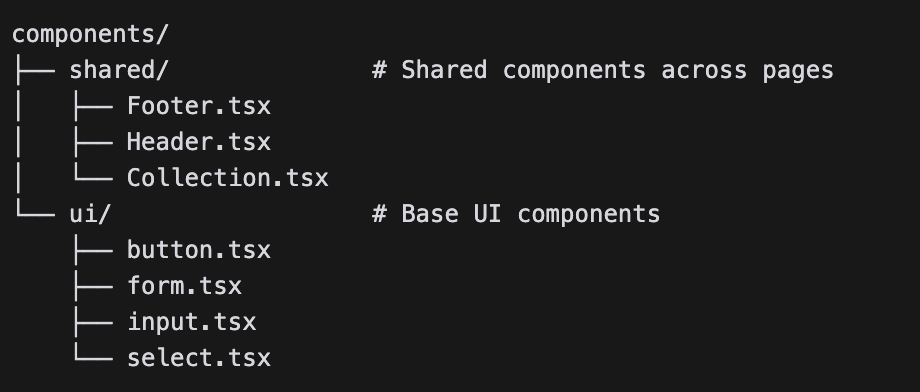 components/
├── shared/                  # Shared components across pages
│   ├── Footer.tsx
│   ├── Header.tsx
│   └── Collection.tsx
└── ui/                      # Base UI components
    ├── button.tsx
    ├── form.tsx
    ├── input.tsx
    └── select.tsx